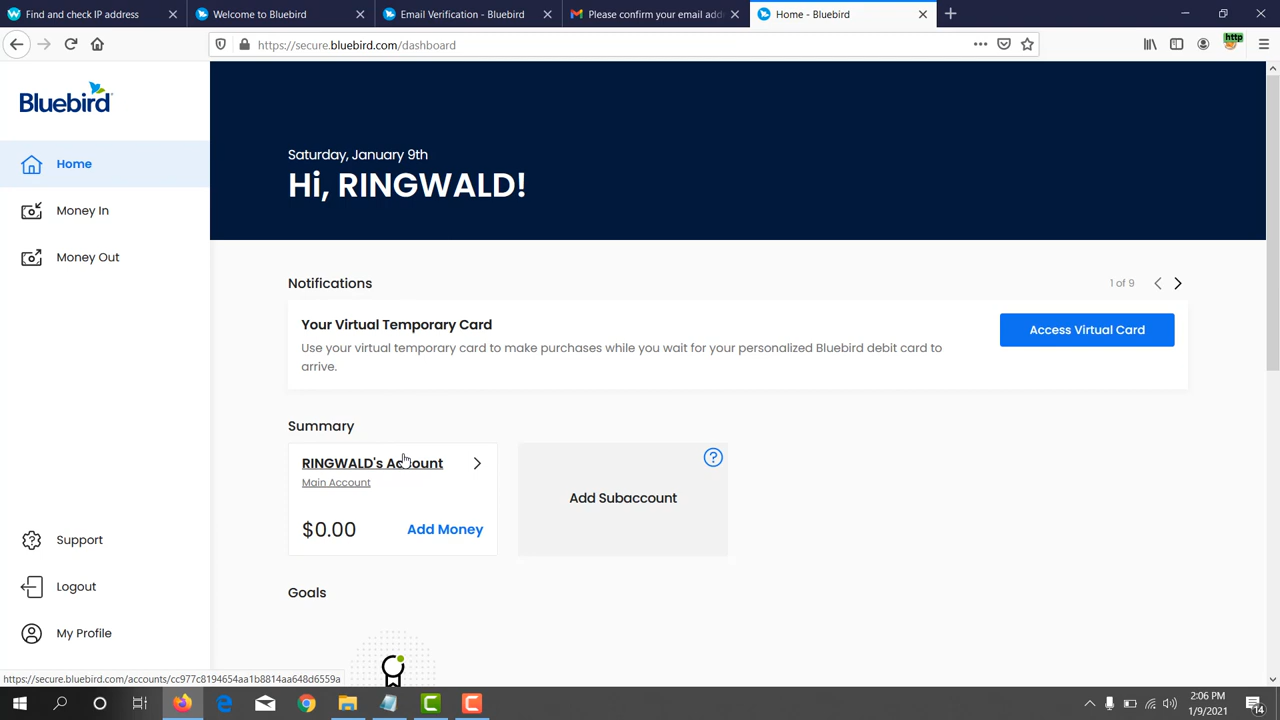 Find and check IP address
Welcome to Bluebird
Email Verification - Bluebird
Please confirm your email add
Home - Bluebird
https://secure.bluebird.com/dashboard
http
Bluebird
Home
Money In
Money Out
Support
Logout
My Profile
Saturday, January 9th
Hi, RINGWALD!
Notifications
1 of 9
Your Virtual Temporary Card
Use your virtual temporary card to make purchases while you wait for your personalized Bluebird debit card to
arrive.
Access Virtual Card
Summary
RINGWALD's Account
Main Account
$0.00
Add Money
?
Add Subaccount
Goals
https://secure.bluebird.com/accounts/cc977c8194654aa1b8814aa648d6559a
2:06 PM
1/9/2021
14